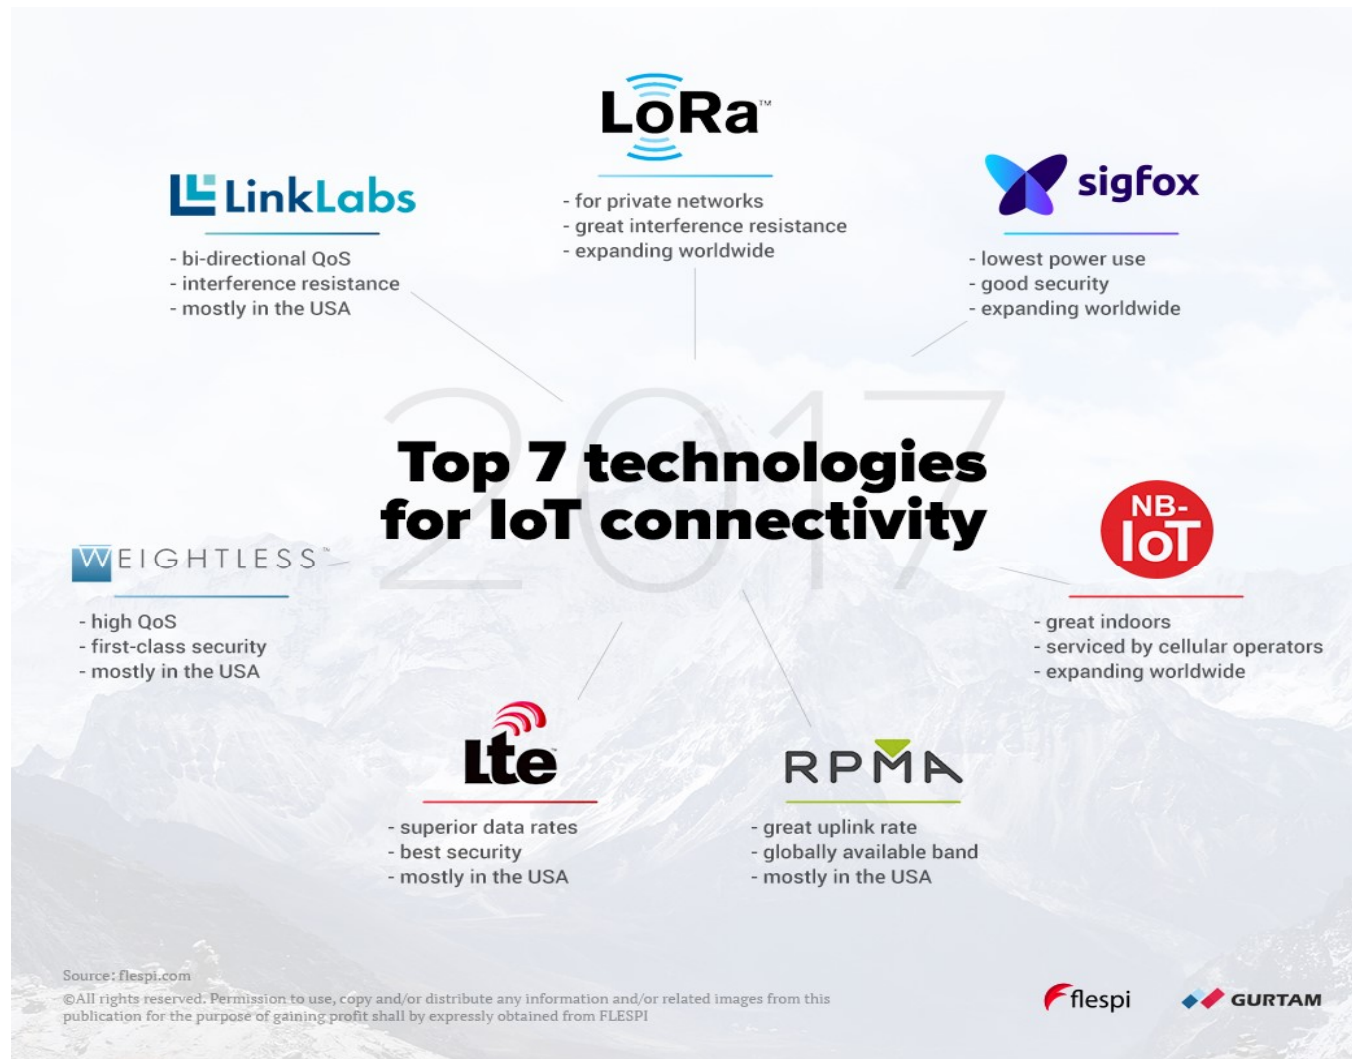 LoRa™
- for private networks
- great interference resistance
- expanding worldwide
LinkLabs
- bi-directional QoS
- interference resistance
- mostly in the USA
sigfox
- lowest power use
- good security
- expanding worldwide
2017
Top 7 technologies
for IoT connectivity
NB-
IoT
- great indoors
- serviced by cellular operators
- expanding worldwide
WEIGHTLESS™
- high QoS
- first-class security
- mostly in the USA
Lte™
- superior data rates
- best security
- mostly in the USA
RPMA
- great uplink rate
- globally available band
- mostly in the USA
Source: flespi.com
©All rights reserved. Permission to use, copy and/or distribute any information and/or related images from this
publication for the purpose of gaining profit shall by expressly obtained from FLESPI
flespi
GURTAM